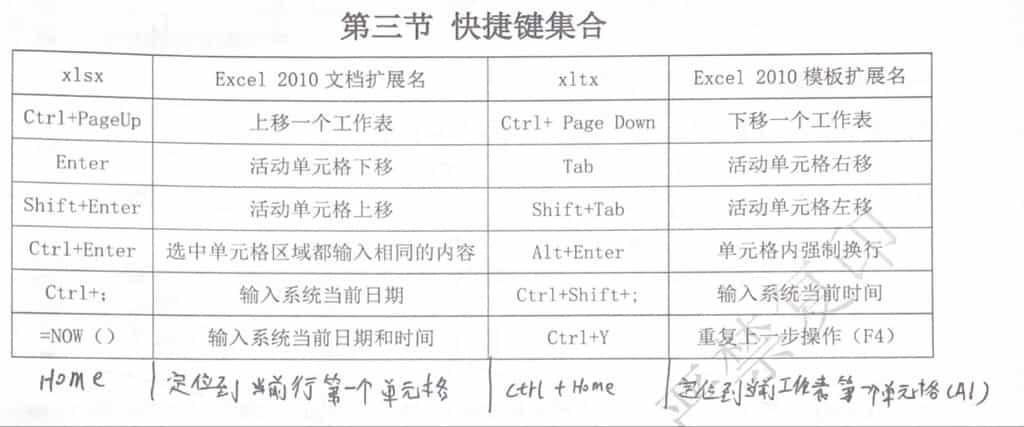 第三节 快捷键集合
xlsx Excel 2010 文档扩展名 xltx Excel 2010 模板扩展名
Ctrl+PageUp 上移一个工作表 Ctrl+ Page Down 下移一个工作表
Enter 活动单元格下移 Tab 活动单元格右移
Shift+Enter 活动单元格上移 Shift+Tab 活动单元格左移
Ctrl+Enter 选中单元格区域都输入相同的内容 Alt+Enter 单元格内强制换行
Ctrl+; 输入系统当前日期 Ctrl+Shift+; 输入系统当前时间
=NOW（） 输入系统当前日期和时间 Ctrl+Y 重复上一步操作（F4）
Home 定位到当前行第一个单元格 Ctrl + Home 定位到当前工作表第一个单元格(A1)
严禁复印